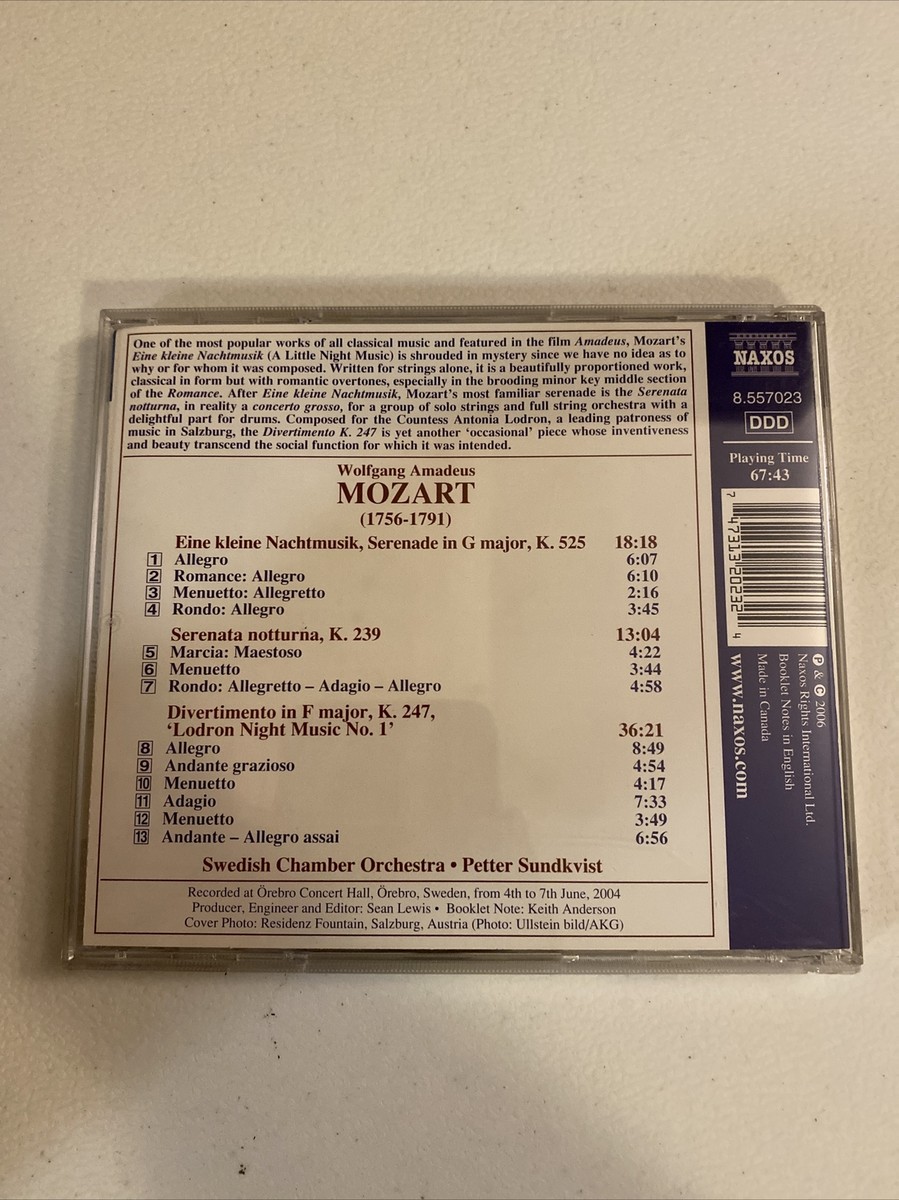 One of the most popular works of all classical music and featured in the film Amadeus, Mozart's
Eine kleine Nachtmusik (A Little Night Music) is shrouded in mystery since we have no idea as to
why or for whom it was composed. Written for strings alone, it is a beautifully proportioned work,
classical in form but with romantic overtones, especially in the brooding minor key middle section
of the Romance. After Eine kleine Nachtmusik, Mozart's most familiar serenade is the Serenata
notturna, in reality a concerto grosso, for a group of solo strings and full string orchestra with a
delightful part for drums. Composed for the Countess Antonia Lodron, a leading patroness of
music in Salzburg, the Divertimento K. 247 is yet another 'occasional' piece whose inventiveness
and beauty transcend the social function for which it was intended.
Wolfgang Amadeus
MOZART
(1756-1791)
Eine kleine Nachtmusik, Serenade in G major, K. 525 18:18
1 Allegro 6:07
2 Romance: Allegro 6:10
3 Menuetto: Allegretto 2:16
4 Rondo: Allegro 3:45
Serenata notturna, K. 239 13:04
5 Marcia: Maestoso 4:22
6 Menuetto 3:44
7 Rondo: Allegretto – Adagio – Allegro 4:58
Divertimento in F major, K. 247,
'Lodron Night Music No. 1' 36:21
8 Allegro 8:49
9 Andante grazioso 4:54
10 Menuetto 4:17
11 Adagio 7:33
12 Menuetto 3:49
13 Andante – Allegro assai 6:56
Swedish Chamber Orchestra • Petter Sundkvist
Recorded at Örebro Concert Hall, Örebro, Sweden, from 4th to 7th June, 2004
Producer, Engineer and Editor: Sean Lewis • Booklet Note: Keith Anderson
Cover Photo: Residenz Fountain, Salzburg, Austria (Photo: Ullstein bild/AKG)
NAXOS
8.557023
DDD
Playing Time
67:43
7 47313 20232 4
℗ & © 2006
Naxos Rights International Ltd.
Booklet Notes in English
Made in Canada
www.naxos.com